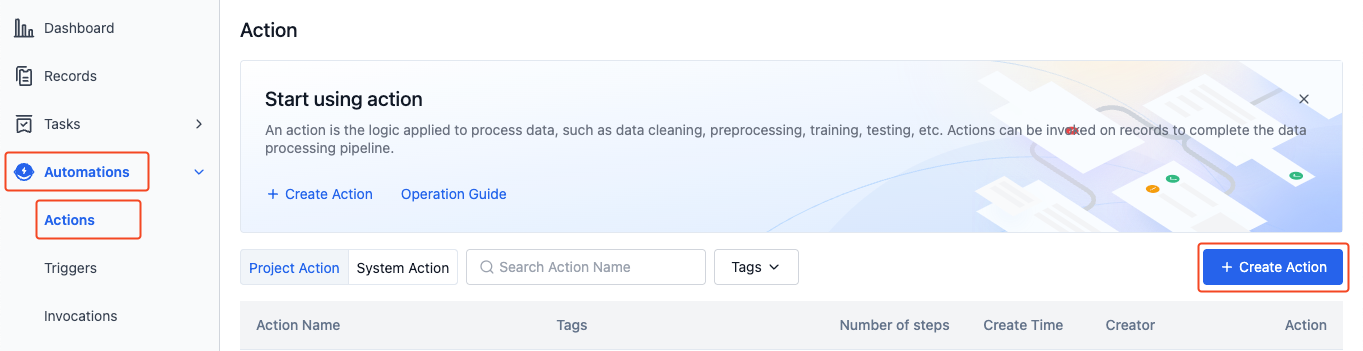 Dashboard
Records
Tasks
Automations
Actions
Triggers
Invocations
Action
Start using action
An action is the logic applied to process data, such as data cleaning, preprocessing, training, testing, etc. Actions can be invoked on records to complete the data
processing pipeline.
+ Create Action Operation Guide
Project Action System Action Search Action Name Tags + Create Action
Action Name Tags Number of steps Create Time Creator Action